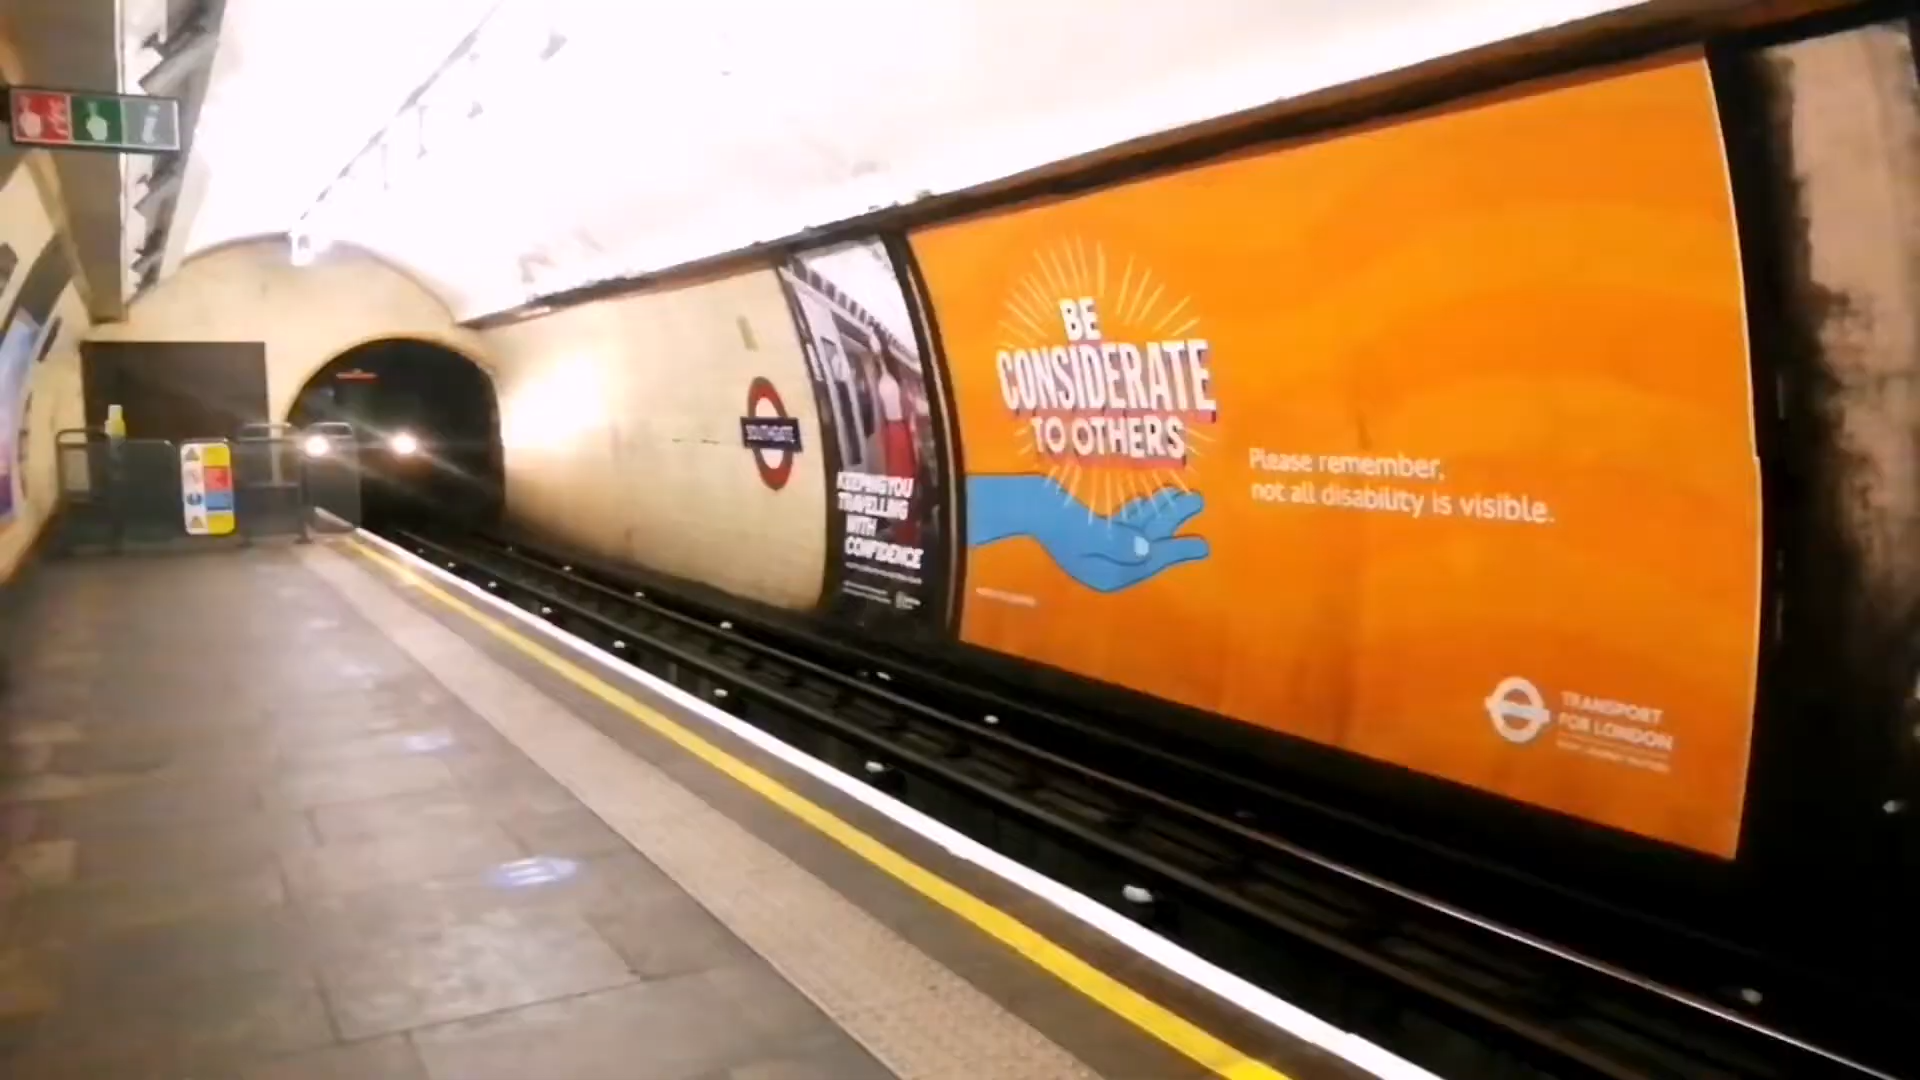 SOUTHGATE
KEEPING YOU
TRAVELLING
WITH
CONFIDENCE
BE
CONSIDERATE
TO OTHERS
Please remember,
not all disability is visible.
TRANSPORT
FOR LONDON